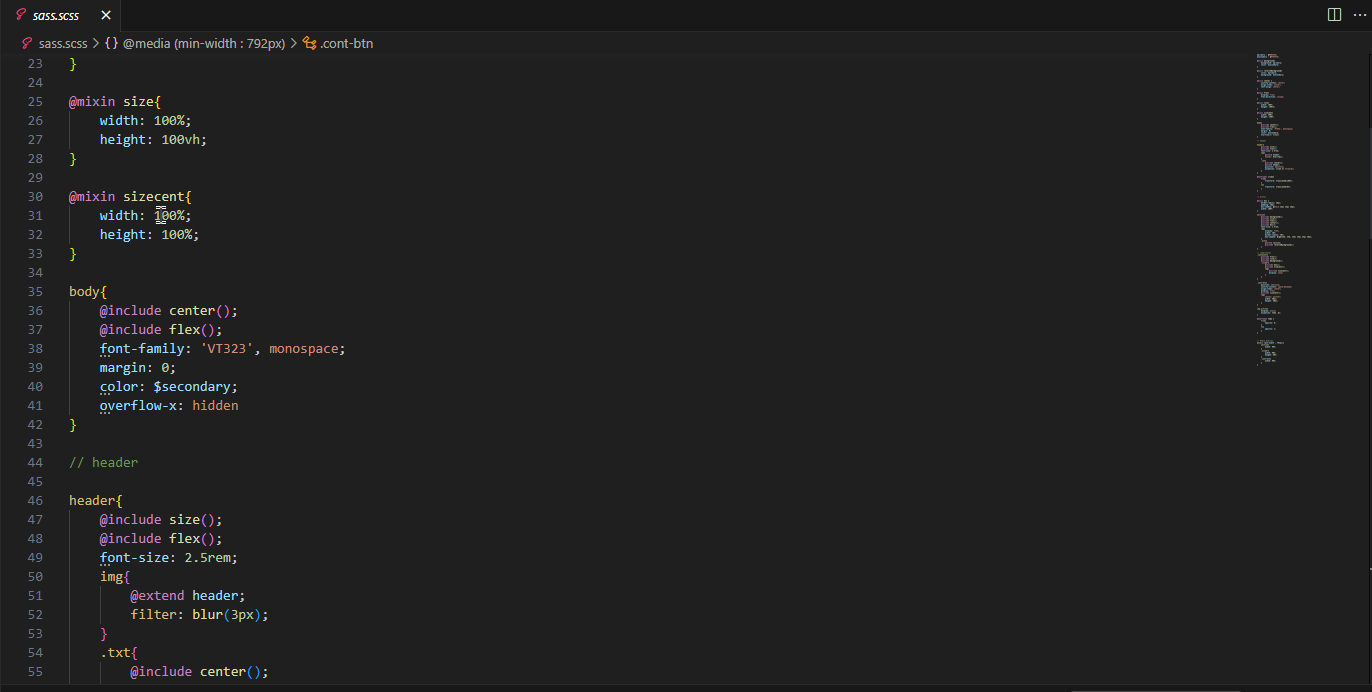 sass.scss
sass.scss > {} @media (min-width : 792px) > .cont-btn
23 }
24
25 @mixin size{
26 width: 100%;
27 height: 100vh;
28 }
29
30 @mixin sizecent{
31 width: 100%;
32 height: 100%;
33 }
34
35 body{
36 @include center();
37 @include flex();
38 font-family: 'VT323', monospace;
39 margin: 0;
40 color: $secondary;
41 overflow-x: hidden
42 }
43
44 // header
45
46 header{
47 @include size();
48 @include flex();
49 font-size: 2.5rem;
50 img{
51 @extend header;
52 filter: blur(3px);
53 }
54 .txt{
55 @include center();